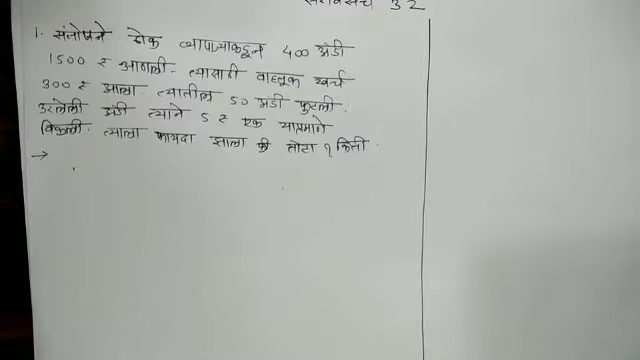 सरावसंच 32
1. संतोषने ठोक व्यापाऱ्याकडून 400 अंडी
1500 ₹ आणली. त्यासाठी वाहतूक खर्च
300 ₹ आला. त्यातील 50 अंडी फुटली.
उरलेली अंडी त्याने 5 ₹ एक याप्रमाणे
विकली. त्याला फायदा झाला की तोटा ? किती
→